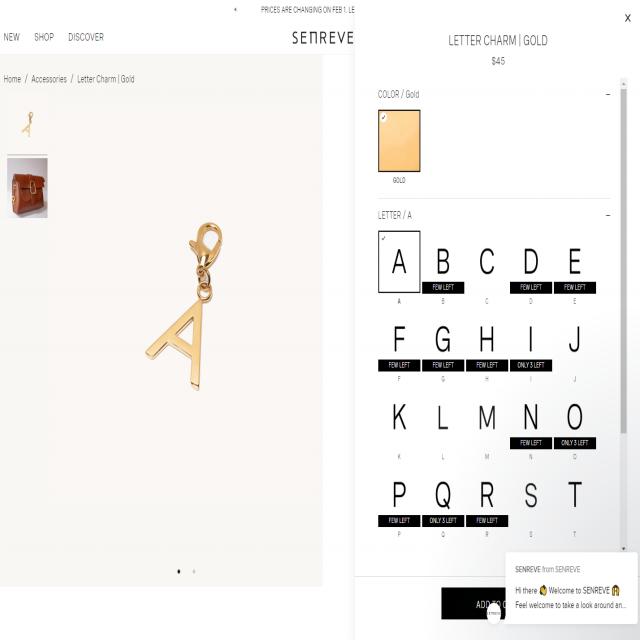 PRICES ARE CHANGING ON FEB 1. LE
NEW SHOP DISCOVER
SENREVE
Home / Accessories / Letter Charm | Gold
X
LETTER CHARM | GOLD
$45
COLOR / Gold
GOLD
LETTER / A
A B C D E
FEW LEFT FEW LEFT FEW LEFT
A B C D E
F G H I J
FEW LEFT FEW LEFT FEW LEFT ONLY 3 LEFT
F G H I J
K L M N O
FEW LEFT ONLY 3 LEFT
K L M N O
P Q R S T
FEW LEFT ONLY 3 LEFT FEW LEFT
P Q R S T
SENREVE from SENREVE
Hi there 👋 Welcome to SENREVE
Feel welcome to take a look around an...
ADD TO C